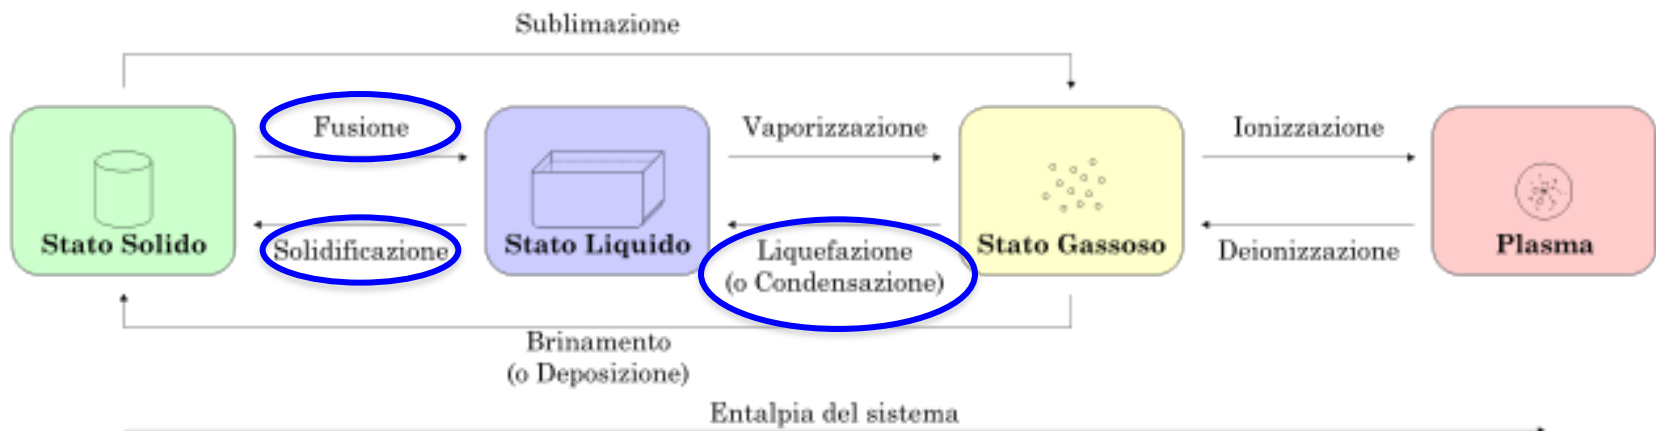 Sublimazione
Fusione
Vaporizzazione
Ionizzazione
Stato Solido
Solidificazione
Stato Liquido
Liquefazione
(o Condensazione)
Stato Gassoso
Deionizzazione
Plasma
Brinamento
(o Deposizione)
Entalpia del sistema